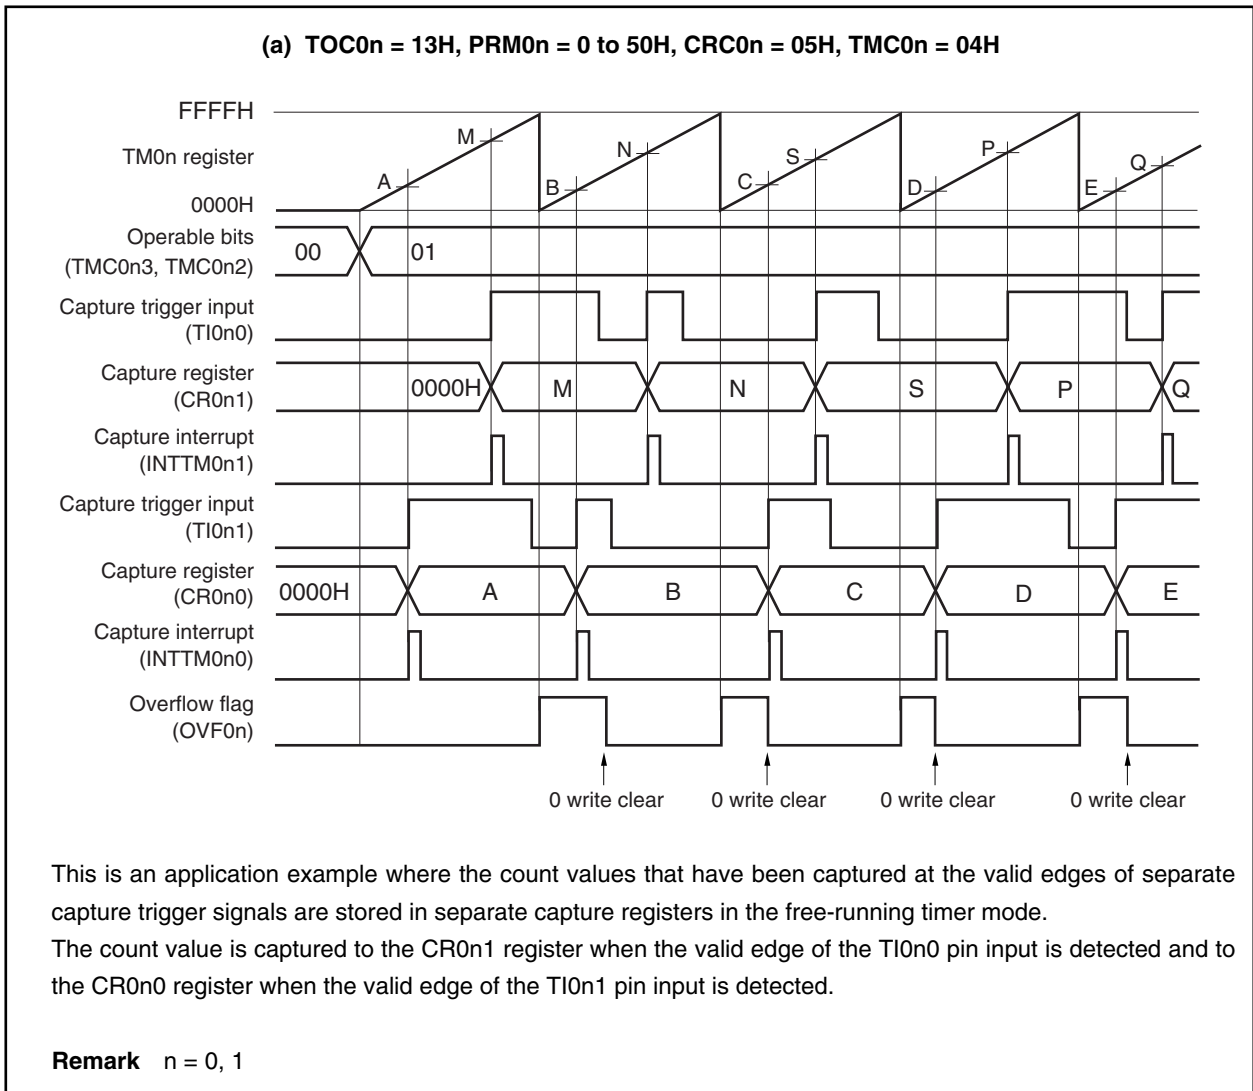 (a) TOC0n = 13H, PRM0n = 0 to 50H, CRC0n = 05H, TMC0n = 04H
FFFFH
TM0n register
0000H
A
M
B
N
C
S
D
P
E
Q
Operable bits
(TMC0n3, TMC0n2)
00
01
Capture trigger input
(TI0n0)
Capture register
(CR0n1)
0000H
M
N
S
P
Q
Capture interrupt
(INTTM0n1)
Capture trigger input
(TI0n1)
Capture register
(CR0n0)
0000H
A
B
C
D
E
Capture interrupt
(INTTM0n0)
Overflow flag
(OVF0n)
0 write clear
0 write clear
0 write clear
0 write clear
This is an application example where the count values that have been captured at the valid edges of separate
capture trigger signals are stored in separate capture registers in the free-running timer mode.
The count value is captured to the CR0n1 register when the valid edge of the TI0n0 pin input is detected and to
the CR0n0 register when the valid edge of the TI0n1 pin input is detected.
Remark n = 0, 1